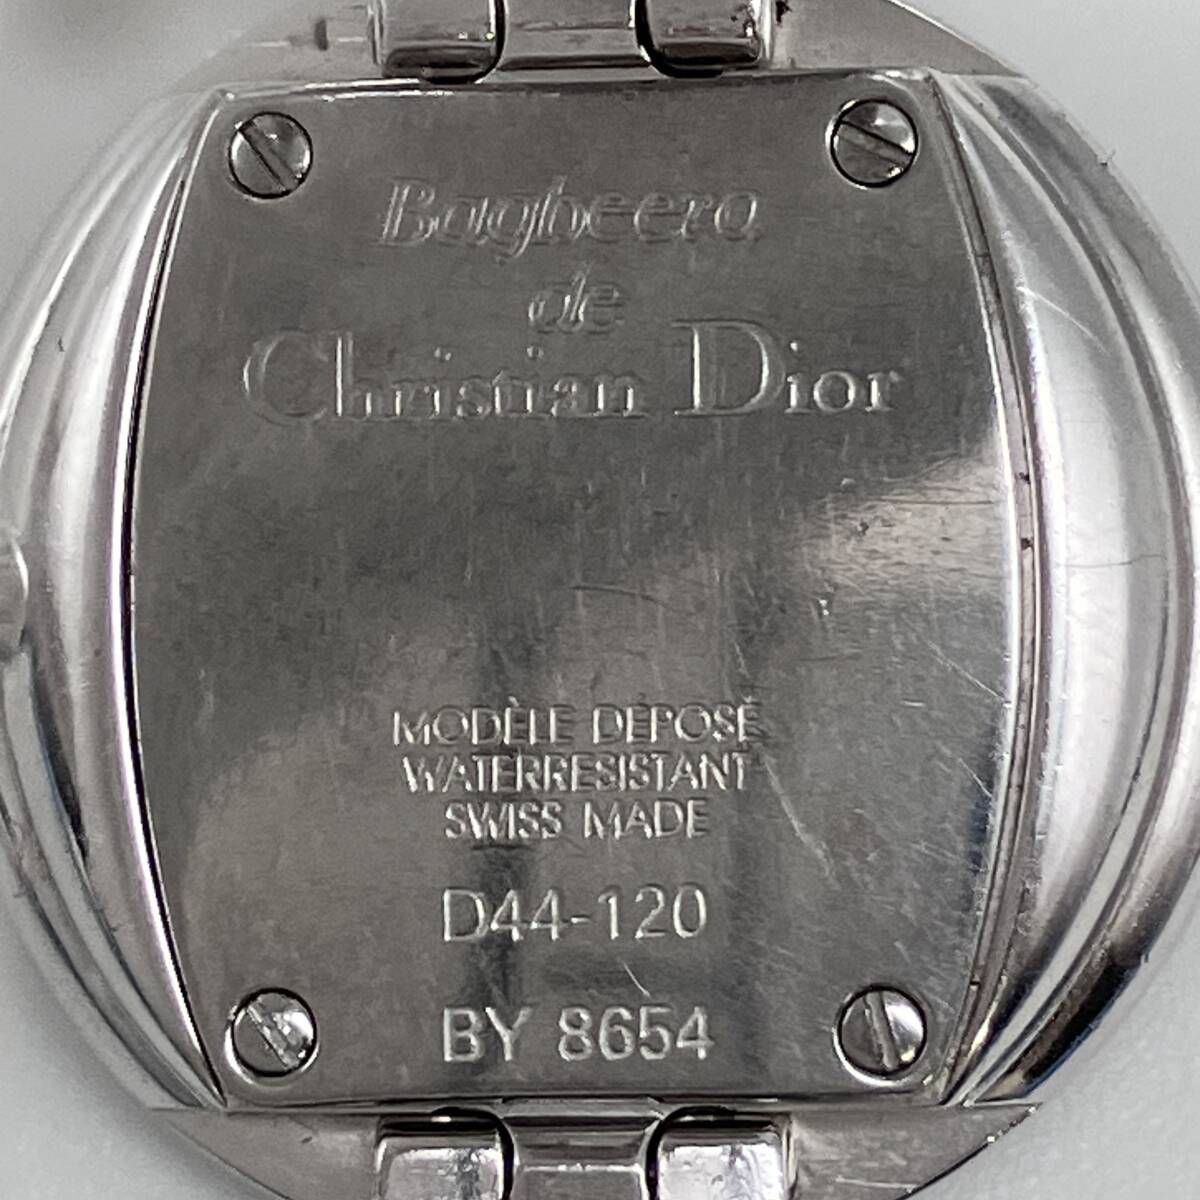 Bagheera
de
Christian Dior
MODÈLE DÉPOSÉ
WATERRESISTANT
SWISS MADE
D44-120
BY 8654